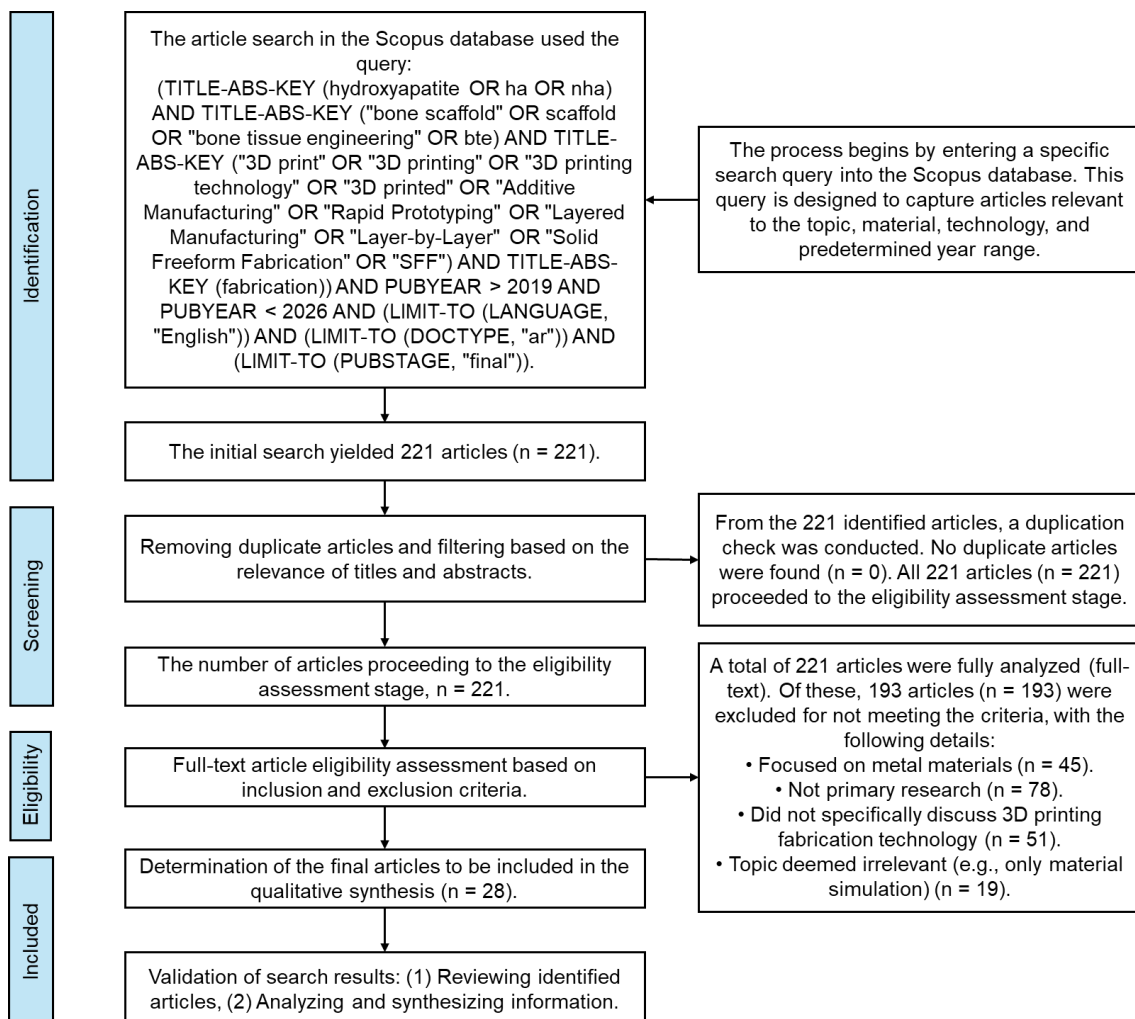 Identification
The article search in the Scopus database used the
query:
(TITLE-ABS-KEY (hydroxyapatite OR ha OR nha)
AND TITLE-ABS-KEY ("bone scaffold" OR scaffold
OR "bone tissue engineering" OR bte) AND TITLE-
ABS-KEY ("3D print" OR "3D printing" OR "3D printing
technology" OR "3D printed" OR "Additive
Manufacturing" OR "Rapid Prototyping" OR "Layered
Manufacturing" OR "Layer-by-Layer" OR "Solid
Freeform Fabrication" OR "SFF") AND TITLE-ABS-
KEY (fabrication)) AND PUBYEAR > 2019 AND
PUBYEAR < 2026 AND (LIMIT-TO (LANGUAGE,
"English")) AND (LIMIT-TO (DOCTYPE, "ar")) AND
(LIMIT-TO (PUBSTAGE, "final")).
The process begins by entering a specific
search query into the Scopus database. This
query is designed to capture articles relevant
to the topic, material, technology, and
predetermined year range.
The initial search yielded 221 articles (n = 221).
Screening
Removing duplicate articles and filtering based on the
relevance of titles and abstracts.
From the 221 identified articles, a duplication
check was conducted. No duplicate articles
were found (n = 0). All 221 articles (n = 221)
proceeded to the eligibility assessment stage.
The number of articles proceeding to the eligibility
assessment stage, n = 221.
Eligibility
Full-text article eligibility assessment based on
inclusion and exclusion criteria.
A total of 221 articles were fully analyzed (full-
text). Of these, 193 articles (n = 193) were
excluded for not meeting the criteria, with the
following details:
• Focused on metal materials (n = 45).
• Not primary research (n = 78).
• Did not specifically discuss 3D printing
fabrication technology (n = 51).
• Topic deemed irrelevant (e.g., only material
simulation) (n = 19).
Included
Determination of the final articles to be included in the
qualitative synthesis (n = 28).
Validation of search results: (1) Reviewing identified
articles, (2) Analyzing and synthesizing information.